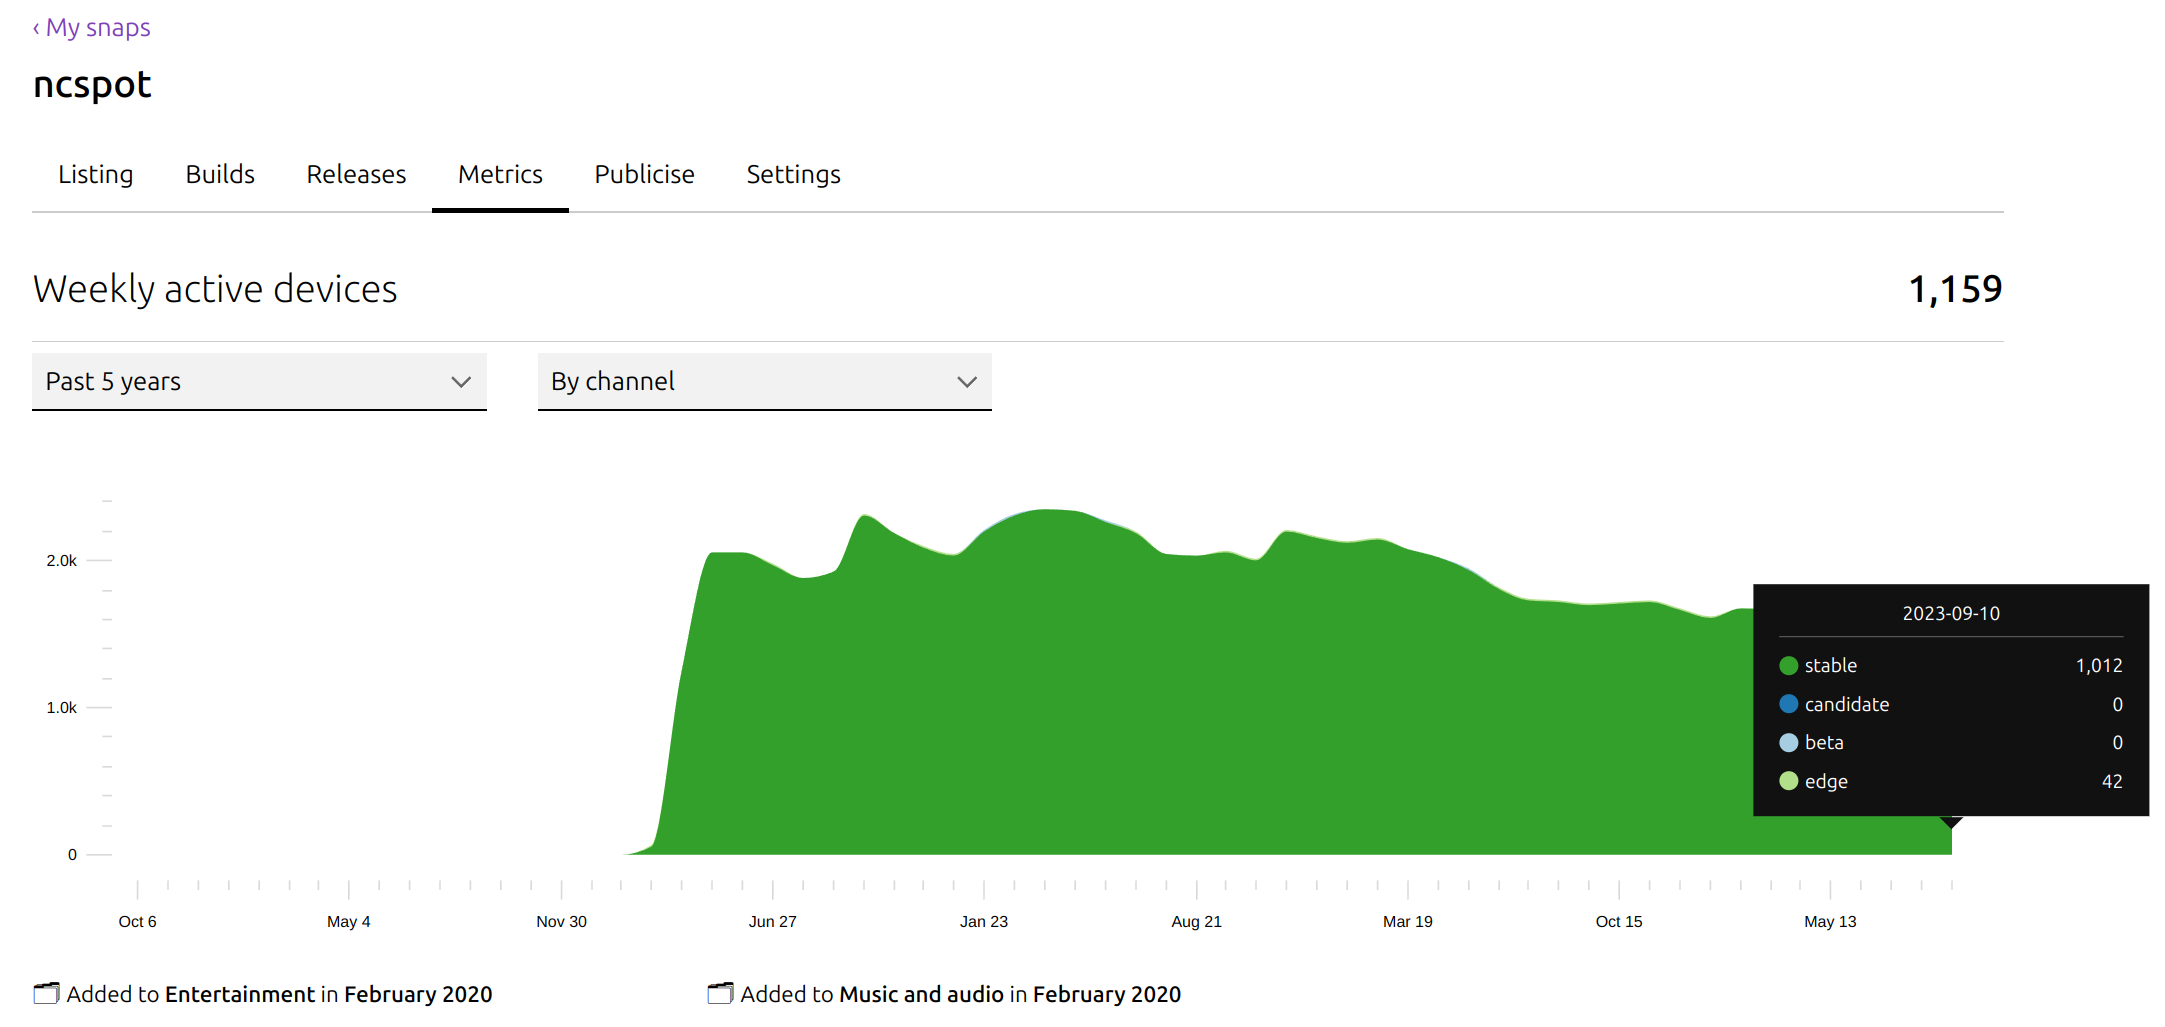 ‹ My snaps
ncspot
Listing Builds Releases Metrics Publicise Settings
Weekly active devices 1,159
Past 5 years By channel
2.0k
1.0k
0
2023-09-10
stable 1,012
candidate 0
beta 0
edge 42
Oct 6 May 4 Nov 30 Jun 27 Jan 23 Aug 21 Mar 19 Oct 15 May 13
Added to Entertainment in February 2020 Added to Music and audio in February 2020